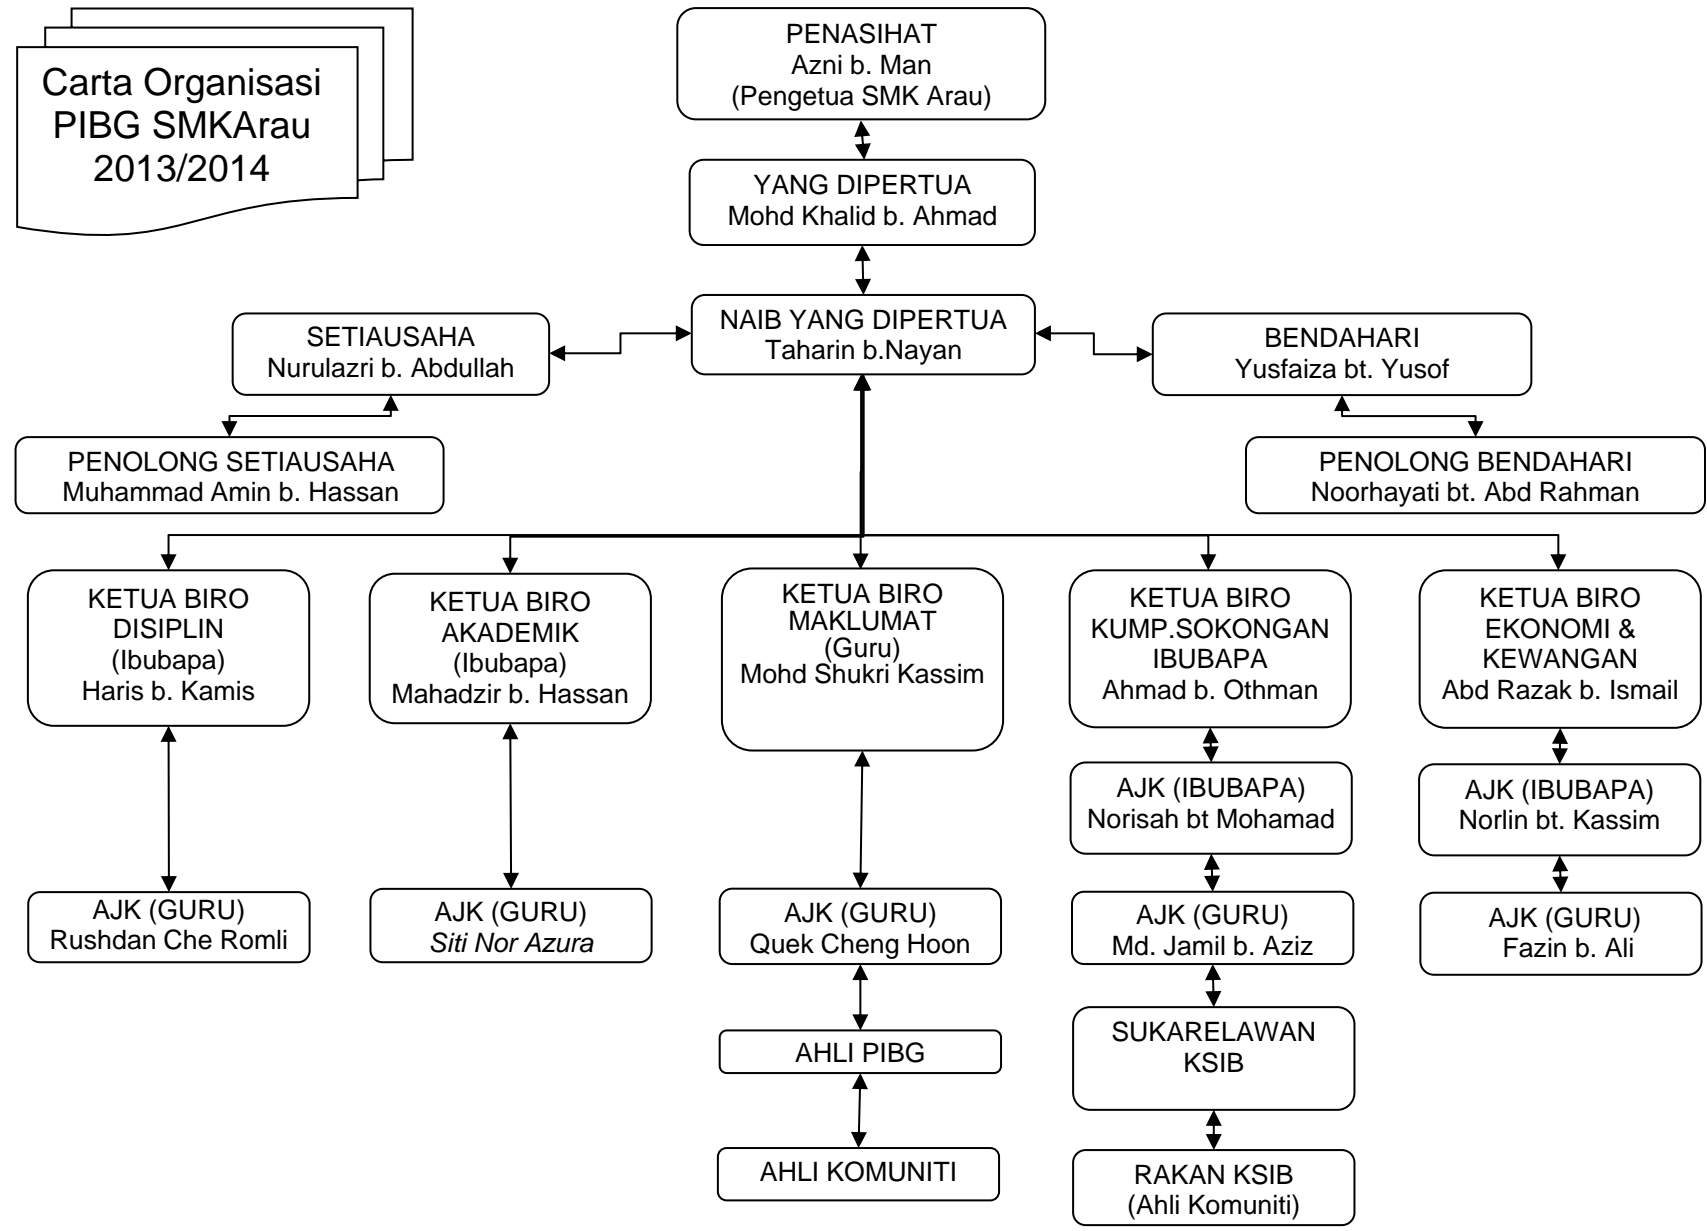 Carta Organisasi
PIBG SMKArau
2013/2014
PENASIHAT
Azni b. Man
(Pengetua SMK Arau)
YANG DIPERTUA
Mohd Khalid b. Ahmad
NAIB YANG DIPERTUA
Taharin b.Nayan
SETIAUSAHA
Nurulazri b. Abdullah
BENDAHARI
Yusfaiza bt. Yusof
PENOLONG SETIAUSAHA
Muhammad Amin b. Hassan
PENOLONG BENDAHARI
Noorhayati bt. Abd Rahman
KETUA BIRO
DISIPLIN
(Ibubapa)
Haris b. Kamis
KETUA BIRO
AKADEMIK
(Ibubapa)
Mahadzir b. Hassan
KETUA BIRO
MAKLUMAT
(Guru)
Mohd Shukri Kassim
KETUA BIRO
KUMP.SOKONGAN
IBUBAPA
Ahmad b. Othman
KETUA BIRO
EKONOMI &
KEWANGAN
Abd Razak b. Ismail
AJK (IBUBAPA)
Norisah bt Mohamad
AJK (IBUBAPA)
Norlin bt. Kassim
AJK (GURU)
Rushdan Che Romli
AJK (GURU)
Siti Nor Azura
AJK (GURU)
Quek Cheng Hoon
AJK (GURU)
Md. Jamil b. Aziz
AJK (GURU)
Fazin b. Ali
AHLI PIBG
SUKARELAWAN
KSIB
AHLI KOMUNITI
RAKAN KSIB
(Ahli Komuniti)